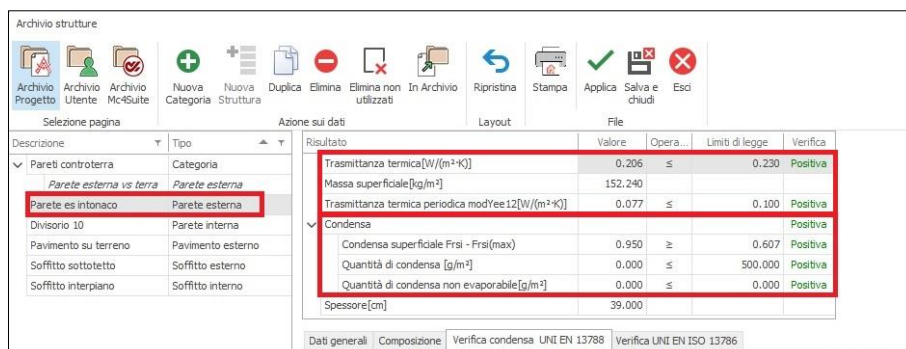 Archivio strutture
Archivio Progetto
Archivio Utente
Archivio Mc4Suite
Nuova Categoria
Nuova Struttura
Duplica
Elimina
Elimina non utilizzati
In Archivio
Ripristina
Stampa
Applica
Salva e chiudi
Esci
Selezione pagina
Azione sui dati
Layout
File
Descrizione Tipo
Pareti controterra Categoria
Parete esterna vs terra Parete esterna
Parete es intonaco Parete esterna
Divisorio 10 Parete interna
Pavimento su terreno Pavimento esterno
Soffitto sottotetto Soffitto esterno
Soffitto interpiano Soffitto interno
Risultato Valore Opera... Limiti di legge Verifica
Trasmittanza termica[W/(m²·K)] 0.206 ≤ 0.230 Positiva
Massa superficiale[kg/m²] 152.240
Trasmittanza termica periodica modYee12[W/(m²·K)] 0.077 ≤ 0.100 Positiva
Condensa Positiva
Condensa superficiale Frsi - Frsi(max) 0.950 ≥ 0.607 Positiva
Quantità di condensa [g/m²] 0.000 ≤ 500.000 Positiva
Quantità di condensa non evaporabile[g/m²] 0.000 ≤ 0.000 Positiva
Spessore[cm] 39.000
Dati generali Composizione Verifica condensa UNI EN 13788 Verifica UNI EN ISO 13786